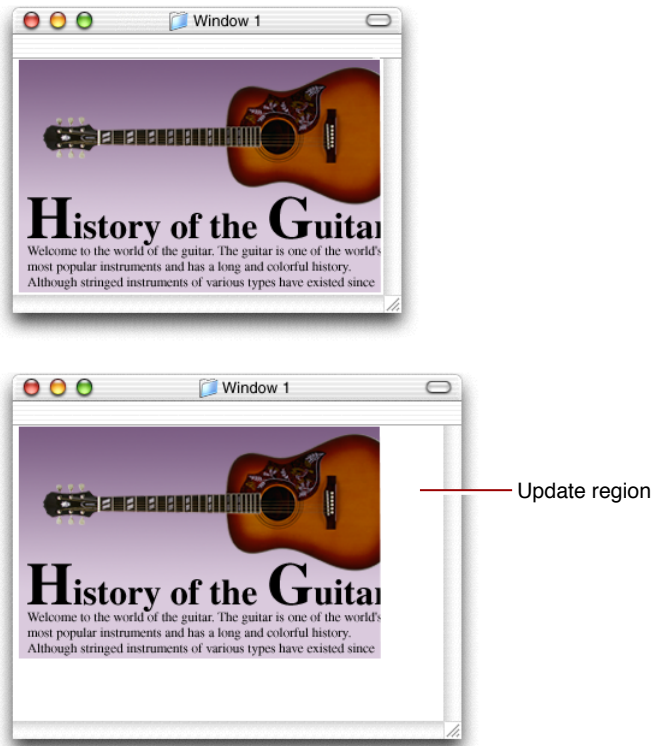 Window 1
History of the Guitar
Welcome to the world of the guitar. The guitar is one of the world's
most popular instruments and has a long and colorful history.
Although stringed instruments of various types have existed since
Window 1
Update region
History of the Guitar
Welcome to the world of the guitar. The guitar is one of the world's
most popular instruments and has a long and colorful history.
Although stringed instruments of various types have existed since